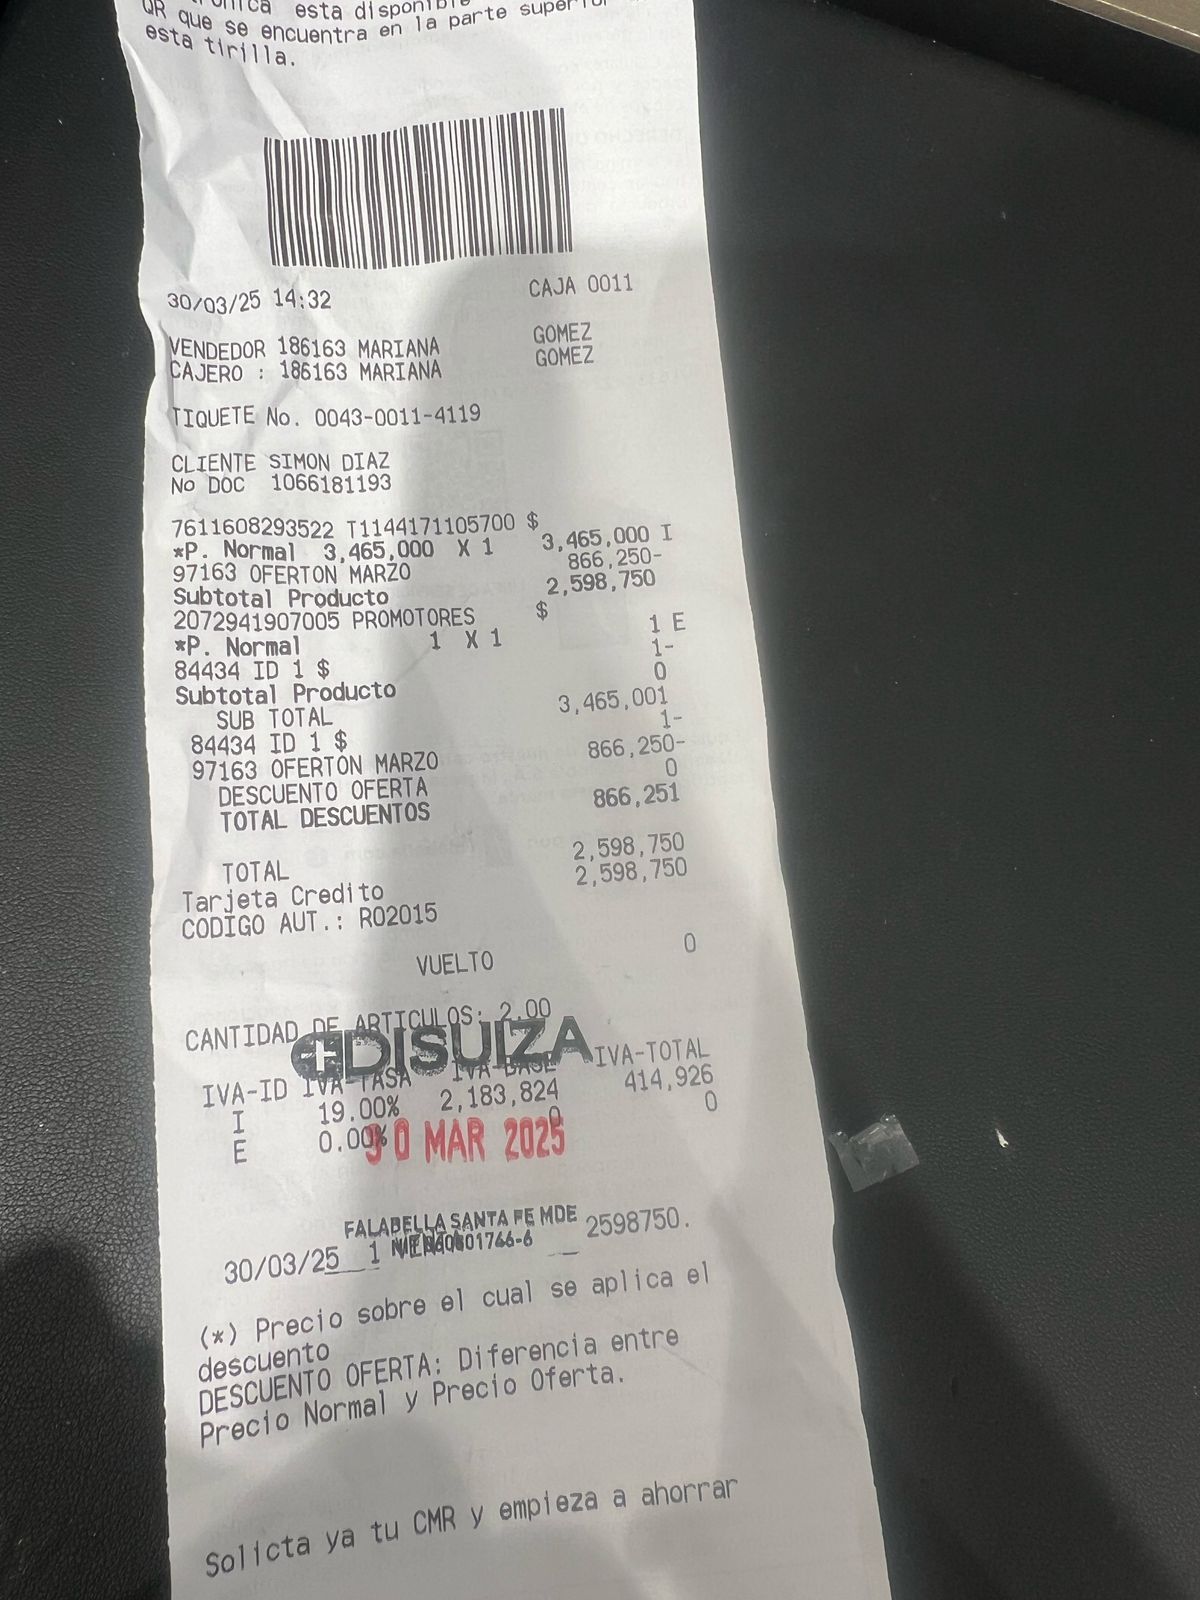 esta disponible
QR que se encuentra en la parte superior
esta tirilla.
30/03/25 14:32 CAJA 0011
VENDEDOR 186163 MARIANA GOMEZ
CAJERO : 186163 MARIANA GOMEZ
TIQUETE No. 0043-0011-4119
CLIENTE SIMON DIAZ
No DOC 1066181193
7611608293522 T1144171105700 $
*P. Normal 3,465,000 X 1 3,465,000 I
97163 OFERTON MARZO 866,250-
Subtotal Producto 2,598,750
2072941907005 PROMOTORES $
*P. Normal 1 X 1 1 E
84434 ID 1 $ 1-
Subtotal Producto 0
SUB TOTAL 3,465,001
84434 ID 1 $ 1-
97163 OFERTON MARZO 866,250-
DESCUENTO OFERTA 0
TOTAL DESCUENTOS 866,251
TOTAL 2,598,750
Tarjeta Credito 2,598,750
CODIGO AUT.: RO2015
VUELTO 0
CANTIDAD DE ARTICULOS: 2.00
DISUIZA
IVA-ID IVA-TASA IVA-BASE IVA-TOTAL
I 19.00% 2,183,824 414,926
E 0.00% 0 0
30 MAR 2025
FALABELLA SANTA FE MDE
30/03/25 1 2598750.
(*) Precio sobre el cual se aplica el
descuento
DESCUENTO OFERTA: Diferencia entre
Precio Normal y Precio Oferta.
Solicta ya tu CMR y empieza a ahorrar